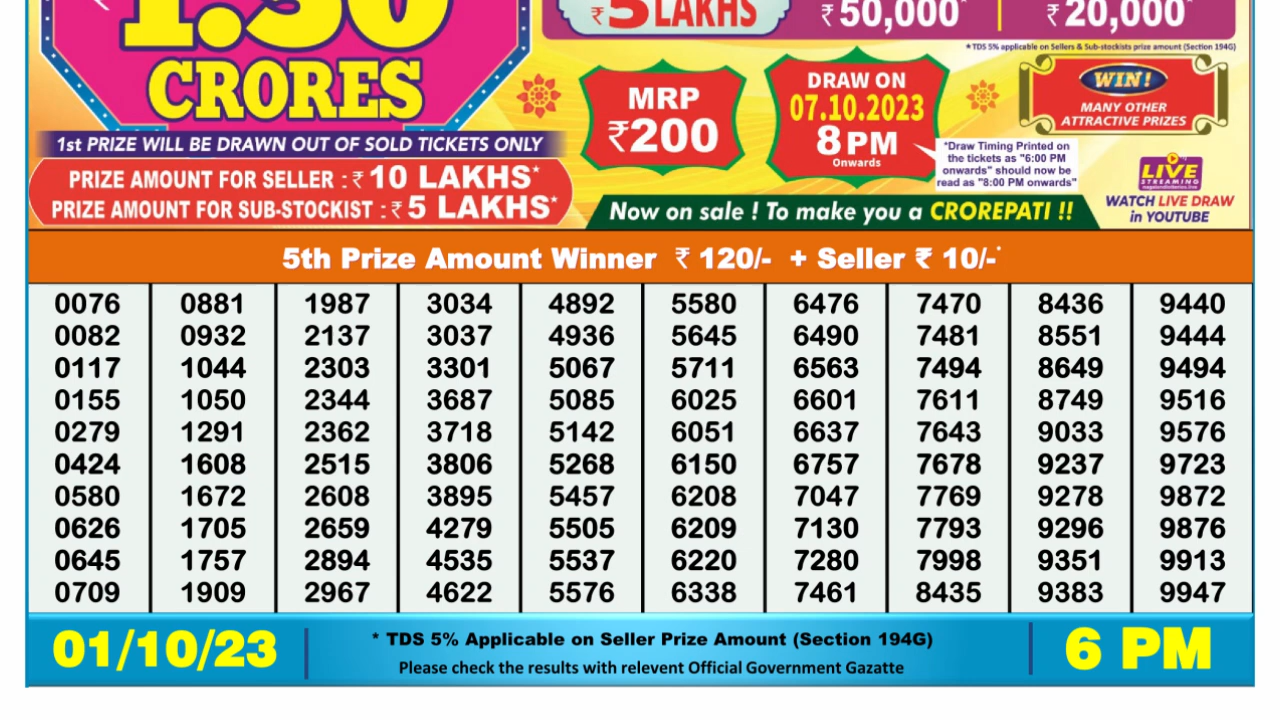 1.50
CRORES
1st PRIZE WILL BE DRAWN OUT OF SOLD TICKETS ONLY
PRIZE AMOUNT FOR SELLER : ₹ 10 LAKHS*
PRIZE AMOUNT FOR SUB-STOCKIST : ₹ 5 LAKHS*
₹ 5 LAKHS
₹ 50,000*
₹ 20,000*
*TDS 5% applicable on Sellers & Sub-stockists prize amount (Section 194G)
MRP
₹200
DRAW ON
07.10.2023
8 PM
Onwards
*Draw Timing Printed on
the tickets as "6:00 PM
onwards" should now be
read as "8:00 PM onwards"
WIN!
MANY OTHER
ATTRACTIVE PRIZES
LIVE
STREAMING
WATCH LIVE DRAW
in YOUTUBE
Now on sale ! To make you a CROREPATI !!
5th Prize Amount Winner ₹ 120/- + Seller ₹ 10/-*
0076 0881 1987 3034 4892 5580 6476 7470 8436 9440
0082 0932 2137 3037 4936 5645 6490 7481 8551 9444
0117 1044 2303 3301 5067 5711 6563 7494 8649 9494
0155 1050 2344 3687 5085 6025 6601 7611 8749 9516
0279 1291 2362 3718 5142 6051 6637 7643 9033 9576
0424 1608 2515 3806 5268 6150 6757 7678 9237 9723
0580 1672 2608 3895 5457 6208 7047 7769 9278 9872
0626 1705 2659 4279 5505 6209 7130 7793 9296 9876
0645 1757 2894 4535 5537 6220 7280 7998 9351 9913
0709 1909 2967 4622 5576 6338 7461 8435 9383 9947
01/10/23
* TDS 5% Applicable on Seller Prize Amount (Section 194G)
Please check the results with relevent Official Government Gazatte
6 PM